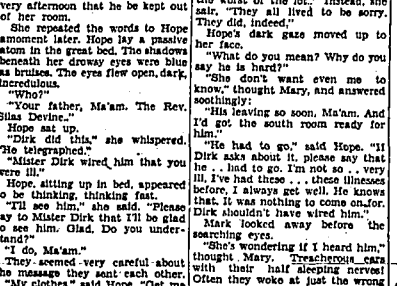 very afternoon that he be kept out
of her room.
She repeated the words to Hope
amoment later. Hope lay a passive
atom in the great bed. The shadows
beneath her drowsy eyes were blue
as bruises. The eyes flew open, dark,
incredulous.
"Who?"
"Your father, Ma'am. The Rev.
Silas Devine."
Hope sat up.
"Dirk did this," she whispered.
"He telegraphed."
"Mister Dirk wired him that you
were ill."
Hope, sitting up in bed, appeared
to be thinking, thinking fast.
"I'll see him," she said. "Please
say to Mister Dirk that I'll be glad
to see him. Glad. Do you under-
stand?"
"I do, Ma'am."
They seemed very careful about
the message they sent each other.
"My clothes," said Hope. "Get me
the worst of the lot.." Instead, she
sair, "They all lived to be sorry.
They did, indeed,"
Hope's dark gaze moved up to
her face.
"What do you mean? Why do you
say he is hard?"
"She don't want even me to
know," thought Mary, and answered
soothingly:
"His leaving so soon, Ma'am. And
I'd got the south room ready for
him."
"He had to go," said Hope. "If
Dirk asks about it, please say that
he . . had to go. I'm not so . . very
ill, I've had these . . . these illnesses
before, I always get well. He knows
that. It was nothing to come on for.
Dirk shouldn't have wired him."
Mark looked away before the
searching eyes.
"She's wondering if I heard him,"
thought Mary. Treacherous ears
with their half sleeping nerves!
Often they woke at just the wrong